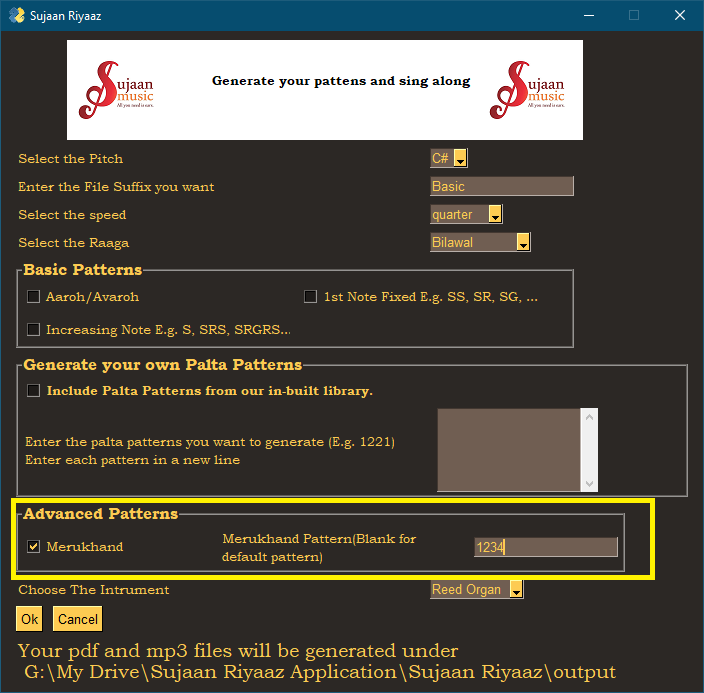 Sujaan Riyaaz
Sujaan
music
All you need is ears.
Generate your pattens and sing along
Sujaan
music
All you need is ears.
Select the Pitch
C#
Enter the File Suffix you want
Basic
Select the speed
quarter
Select the Raaga
Bilawal
Basic Patterns
Aaroh/Avaroh
1st Note Fixed E.g. SS, SR, SG, ...
Increasing Note E.g. S, SRS, SRGRS...
Generate your own Palta Patterns
Include Palta Patterns from our in-built library.
Enter the palta patterns you want to generate (E.g. 1221)
Enter each pattern in a new line
Advanced Patterns
Merukhand
Merukhand Pattern(Blank for
default pattern)
1234
Choose The Intrument
Reed Organ
Ok
Cancel
Your pdf and mp3 files will be generated under
G:\My Drive\Sujaan Riyaaz Application\Sujaan Riyaaz\output